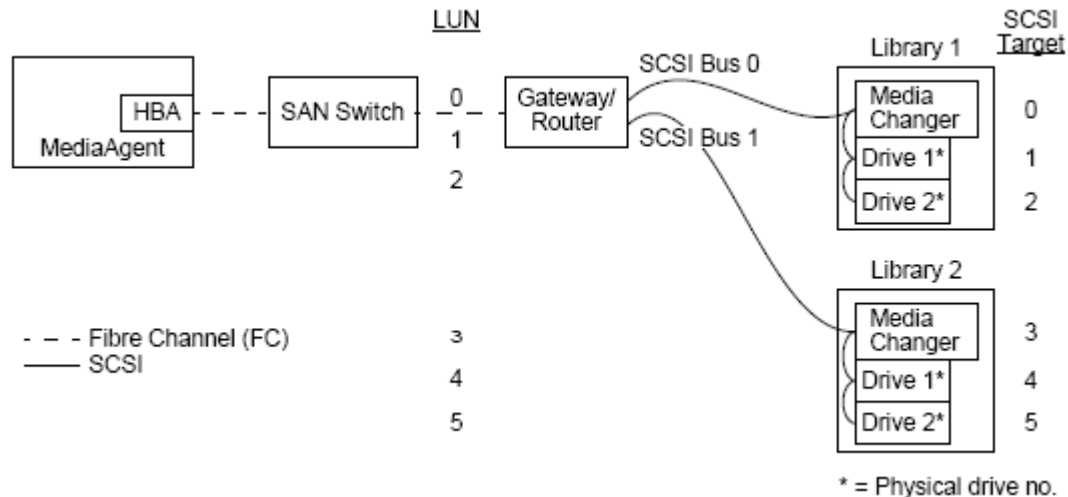 LUN
SCSI
Target
Library 1
SCSI Bus 0
Media
Changer
0
HBA
SAN Switch
0
Gateway/
Router
MediaAgent
1
SCSI Bus 1
Drive 1*
1
2
Drive 2*
2
Library 2
Media
Changer
3
Fibre Channel (FC)
3
SCSI
4
Drive 1*
4
5
Drive 2*
5
* = Physical drive no.